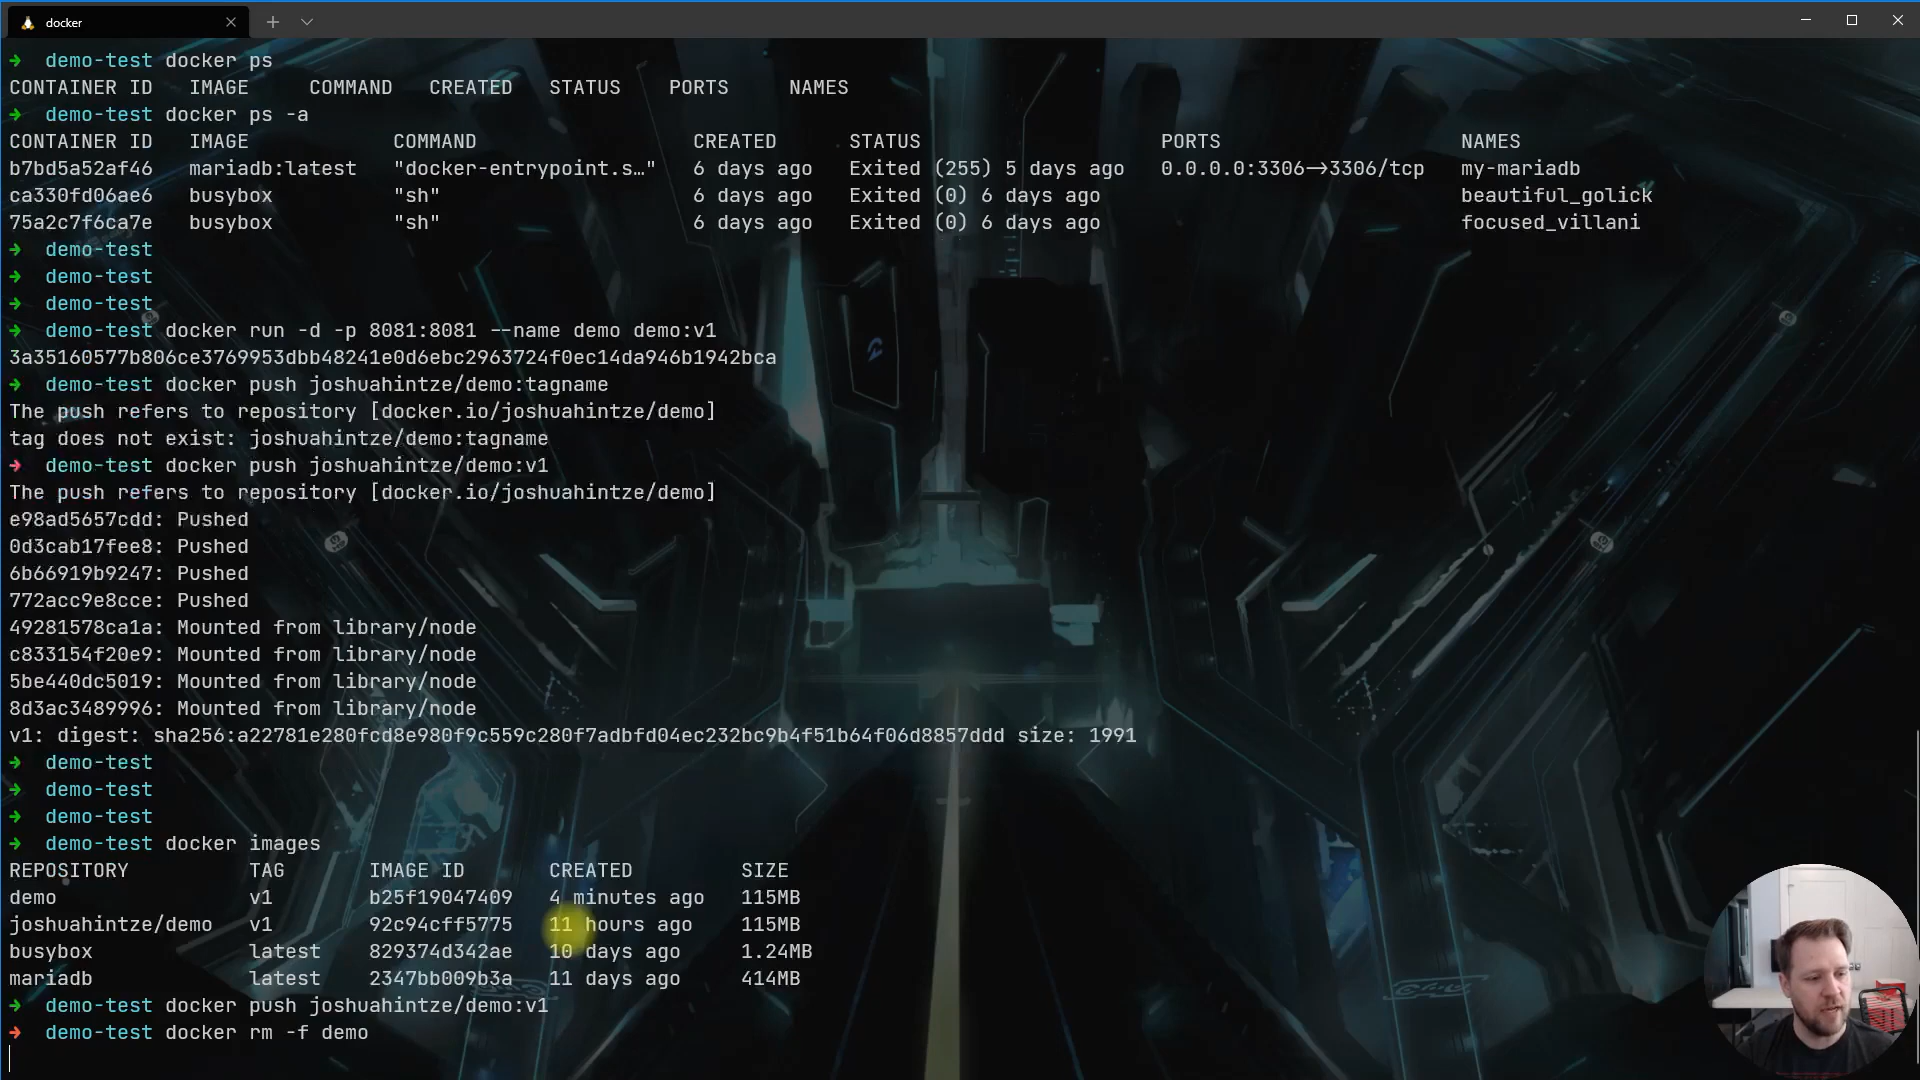 docker
→ demo-test docker ps
CONTAINER ID IMAGE COMMAND CREATED STATUS PORTS NAMES
→ demo-test docker ps -a
CONTAINER ID IMAGE COMMAND CREATED STATUS PORTS NAMES
b7bd5a52af46 mariadb:latest "docker-entrypoint.s…" 6 days ago Exited (255) 5 days ago 0.0.0.0:3306->3306/tcp my-mariadb
ca330fd06ae6 busybox "sh" 6 days ago Exited (0) 6 days ago beautiful_golick
75a2c7f6ca7e busybox "sh" 6 days ago Exited (0) 6 days ago focused_villani
→ demo-test
→ demo-test
→ demo-test
→ demo-test docker run -d -p 8081:8081 --name demo demo:v1
3a35160577b806ce3769953dbb48241e0d6ebc2963724f0ec14da946b1942bca
→ demo-test docker push joshuahintze/demo:tagname
The push refers to repository [docker.io/joshuahintze/demo]
tag does not exist: joshuahintze/demo:tagname
→ demo-test docker push joshuahintze/demo:v1
The push refers to repository [docker.io/joshuahintze/demo]
e98ad5657cdd: Pushed
0d3cab17fee8: Pushed
6b66919b9247: Pushed
772acc9e8cce: Pushed
49281578ca1a: Mounted from library/node
c833154f20e9: Mounted from library/node
5be440dc5019: Mounted from library/node
8d3ac3489996: Mounted from library/node
v1: digest: sha256:a22781e280fcd8e980f9c559c280f7adbfd04ec232bc9b4f51b64f06d8857ddd size: 1991
→ demo-test
→ demo-test
→ demo-test
→ demo-test docker images
REPOSITORY TAG IMAGE ID CREATED SIZE
demo v1 b25f19047409 4 minutes ago 115MB
joshuahintze/demo v1 92c94cff5775 11 hours ago 115MB
busybox latest 829374d342ae 10 days ago 1.24MB
mariadb latest 2347bb009b3a 11 days ago 414MB
→ demo-test docker push joshuahintze/demo:v1
→ demo-test docker rm -f demo